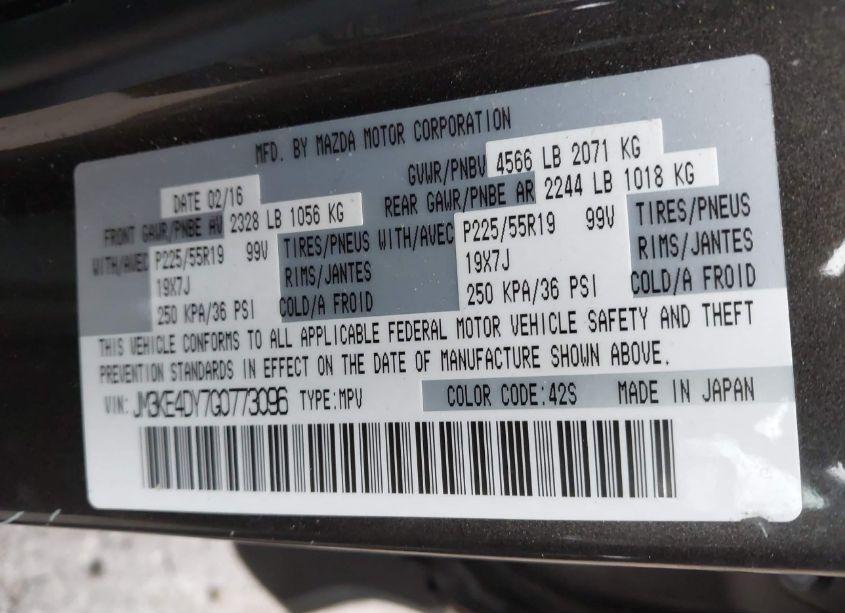 MFD. BY MAZDA MOTOR CORPORATION
DATE 02/16
GVWR/PNBV 4566 LB 2071 KG
FRONT GAWR/PNBE AV 2328 LB 1056 KG
REAR GAWR/PNBE AR 2244 LB 1018 KG
WITH/AVEC P225/55R19 99V TIRES/PNEUS
19X7J RIMS/JANTES
250 KPA/36 PSI COLD/A FROID
WITH/AVEC P225/55R19 99V TIRES/PNEUS
19X7J RIMS/JANTES
250 KPA/36 PSI COLD/A FROID
THIS VEHICLE CONFORMS TO ALL APPLICABLE FEDERAL MOTOR VEHICLE SAFETY AND THEFT
PREVENTION STANDARDS IN EFFECT ON THE DATE OF MANUFACTURE SHOWN ABOVE.
VIN: JM3KE4DY7G0773096 TYPE:MPV COLOR CODE:42S MADE IN JAPAN